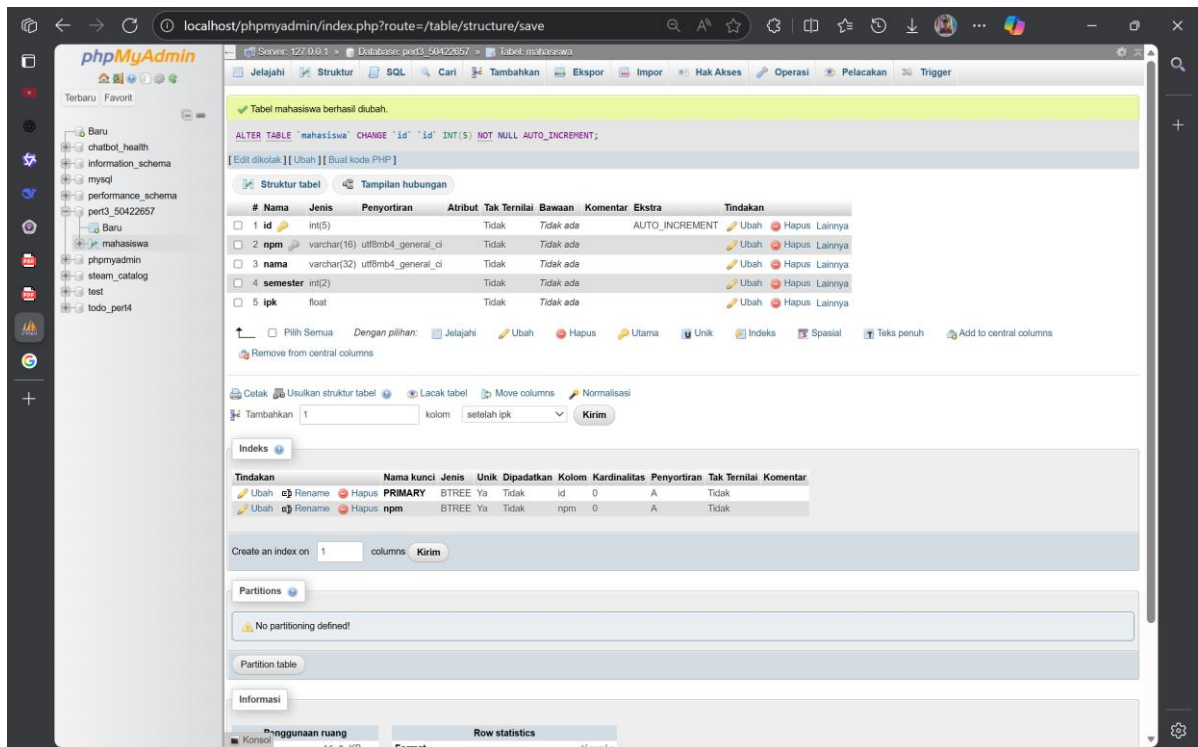 localhost/phpmyadmin/index.php?route=/table/structure/save
phpMyAdmin
Terbaru Favorit
Baru
chatbot_health
information_schema
mysql
performance_schema
pert3_50422657
Baru
mahasiswa
phpmyadmin
steam_catalog
test
todo_pert4
Server: 127.0.0.1 » Database: pert3_50422657 » Tabel: mahasiswa
Jelajahi Struktur SQL Cari Tambahkan Ekspor Impor Hak Akses Operasi Pelacakan Trigger
Tabel mahasiswa berhasil diubah.
ALTER TABLE `mahasiswa` CHANGE `id` `id` INT(5) NOT NULL AUTO_INCREMENT;
[ Edit dikotak ] [ Ubah ] [ Buat kode PHP ]
Struktur tabel Tampilan hubungan
# Nama Jenis Penyortiran Atribut Tak Ternilai Bawaan Komentar Ekstra Tindakan
1 id int(5) Tidak Tidak ada AUTO_INCREMENT Ubah Hapus Lainnya
2 npm varchar(16) utf8mb4_general_ci Tidak Tidak ada Ubah Hapus Lainnya
3 nama varchar(32) utf8mb4_general_ci Tidak Tidak ada Ubah Hapus Lainnya
4 semester int(2) Tidak Tidak ada Ubah Hapus Lainnya
5 ipk float Tidak Tidak ada Ubah Hapus Lainnya
Pilih Semua Dengan pilihan: Jelajahi Ubah Hapus Utama Unik Indeks Spasial Teks penuh Add to central columns
Remove from central columns
Cetak Usulkan struktur tabel Lacak tabel Move columns Normalisasi
Tambahkan 1 kolom setelah ipk Kirim
Indeks
Tindakan Nama kunci Jenis Unik Dipadatkan Kolom Kardinalitas Penyortiran Tak Ternilai Komentar
Ubah Rename Hapus PRIMARY BTREE Ya Tidak id 0 A Tidak
Ubah Rename Hapus npm BTREE Ya Tidak npm 0 A Tidak
Create an index on 1 columns Kirim
Partitions
No partitioning defined!
Partition table
Informasi
Penggunaan ruang Row statistics
Konsol